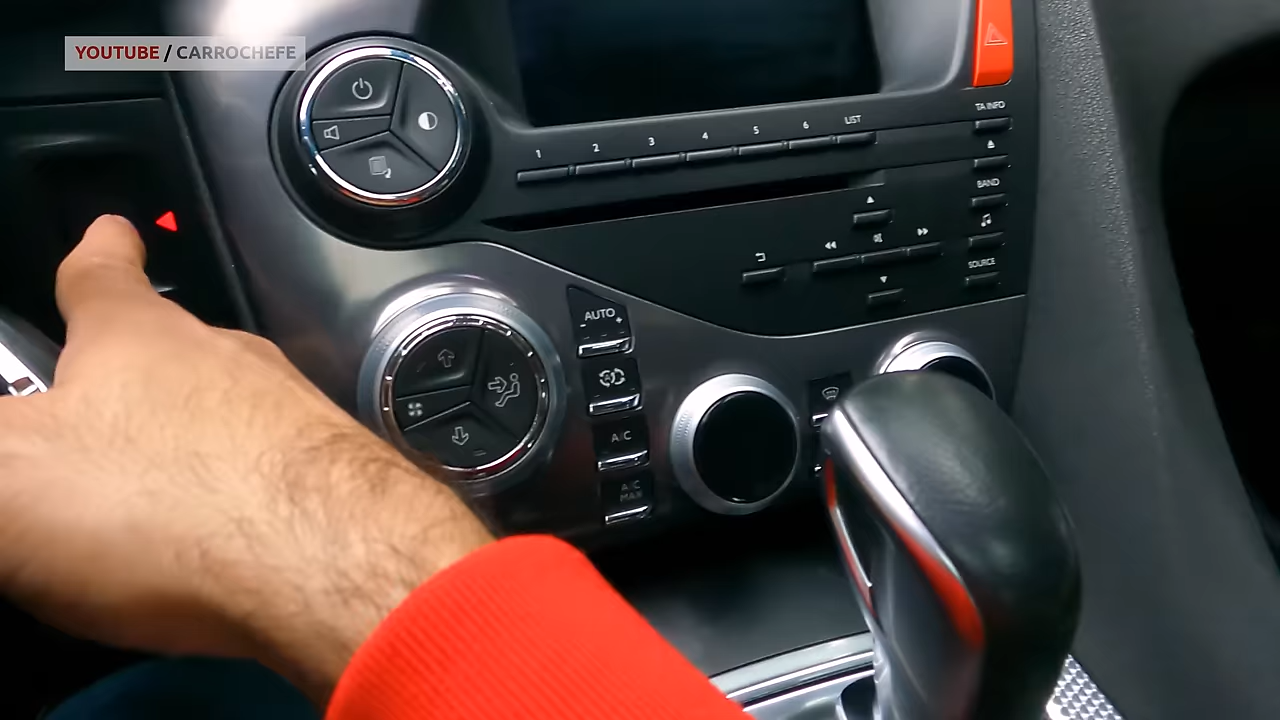 YOUTUBE / CARROCHEFE
1 2 3 4 5 6 LIST
TA INFO
BAND
SOURCE
AUTO
A
A/C
A/C
MAX